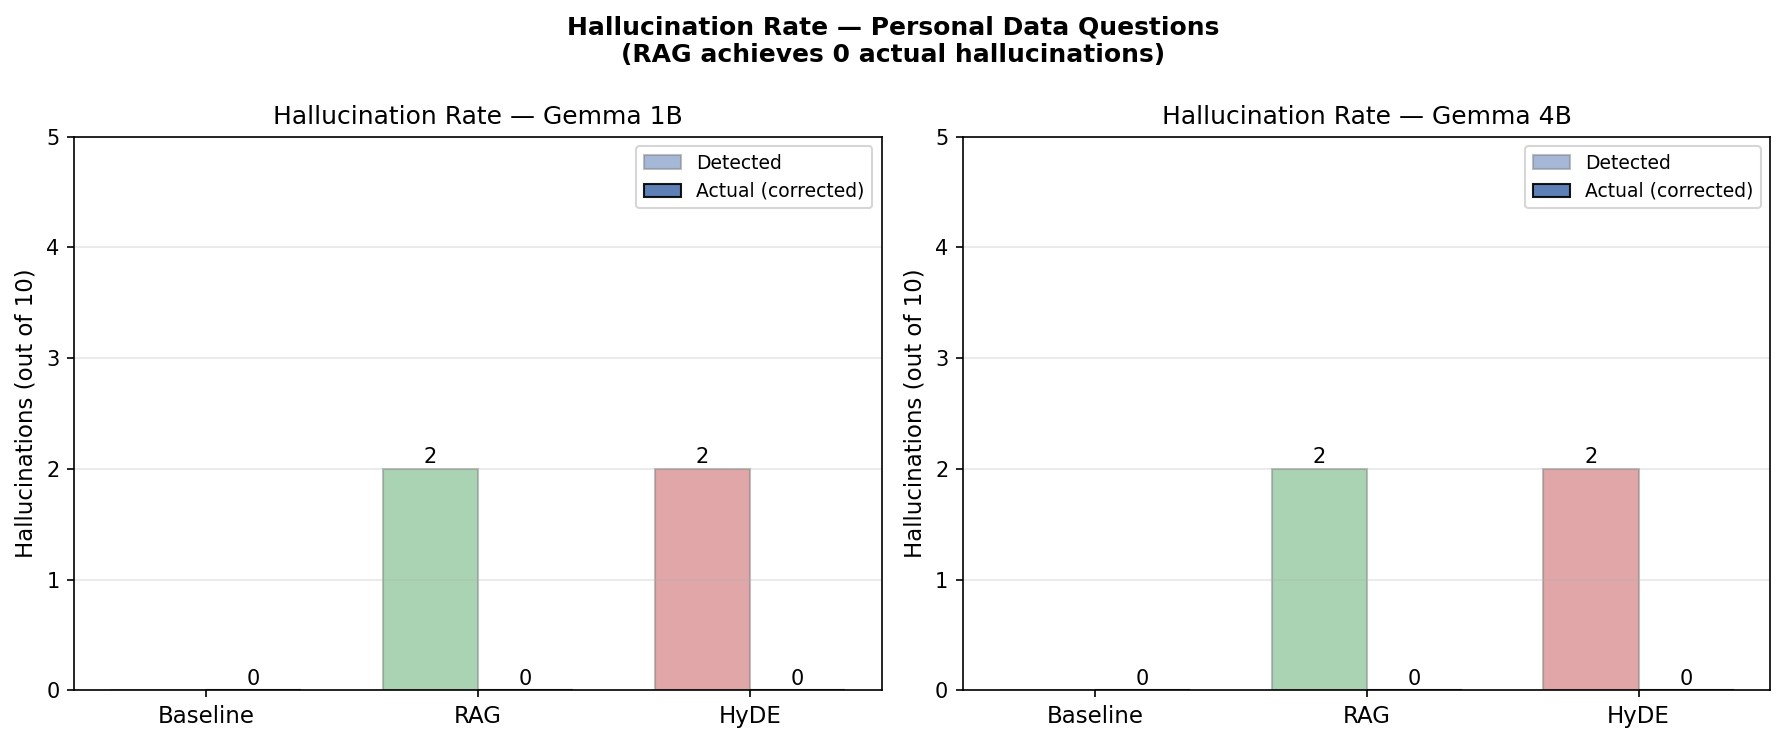 Hallucination Rate — Personal Data Questions
(RAG achieves 0 actual hallucinations)
Hallucination Rate — Gemma 1B
Hallucinations (out of 10)
5
4
3
2
1
0
Detected
Actual (corrected)
0
2
0
2
0
Baseline
RAG
HyDE
Hallucination Rate — Gemma 4B
Hallucinations (out of 10)
5
4
3
2
1
0
Detected
Actual (corrected)
0
2
0
2
0
Baseline
RAG
HyDE